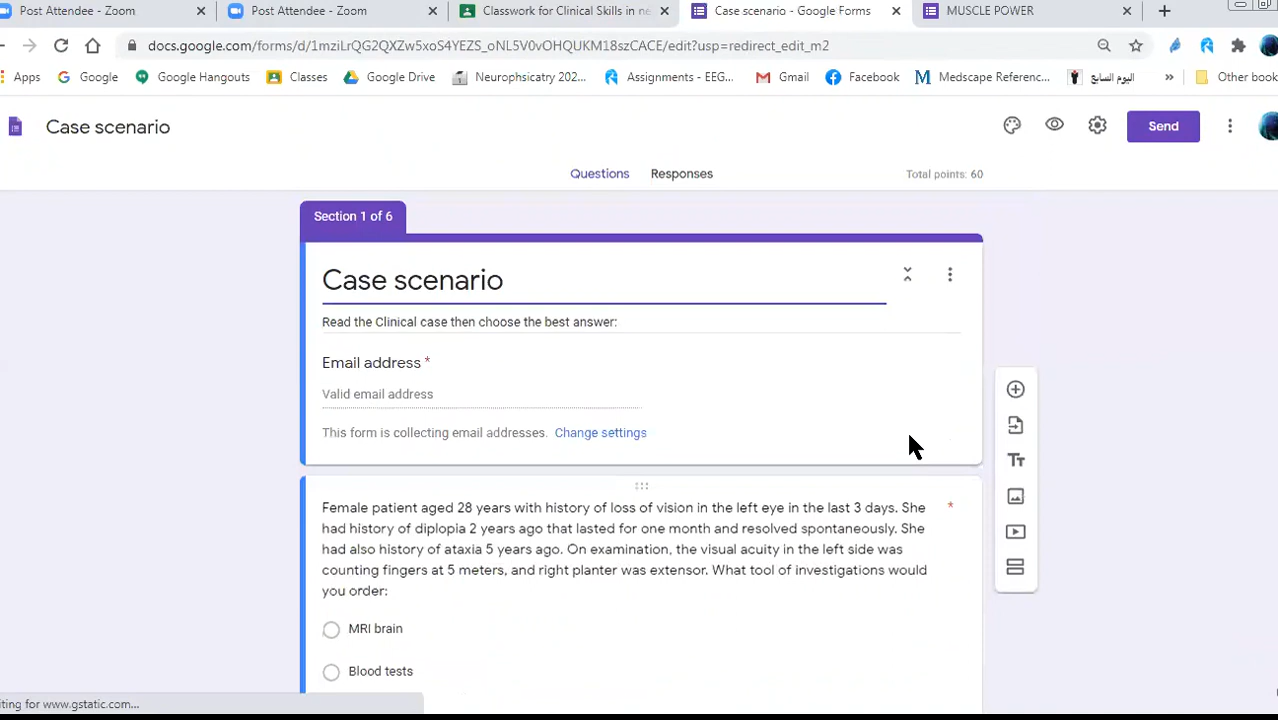 Post Attendee - Zoom
Post Attendee - Zoom
Classwork for Clinical Skills in ne
Case scenario - Google Forms
MUSCLE POWER
docs.google.com/forms/d/1mziLrQG2QXZw5xoS4YEZS_oNL5V0vOHQUKM18szCACE/edit?usp=redirect_edit_m2
Apps
Google
Google Hangouts
Classes
Google Drive
Neurophsicatry 202...
Assignments - EEG...
Gmail
Facebook
Medscape Referenc...
اليوم السابع
Other book
Case scenario
Send
Questions
Responses
Total points: 60
Section 1 of 6
Case scenario
Read the Clinical case then choose the best answer:
Email address *
Valid email address
This form is collecting email addresses. Change settings
Female patient aged 28 years with history of loss of vision in the left eye in the last 3 days. She *
had history of diplopia 2 years ago that lasted for one month and resolved spontaneously. She
had also history of ataxia 5 years ago. On examination, the visual acuity in the left side was
counting fingers at 5 meters, and right planter was extensor. What tool of investigations would
you order:
MRI brain
Blood tests
iting for www.gstatic.com...